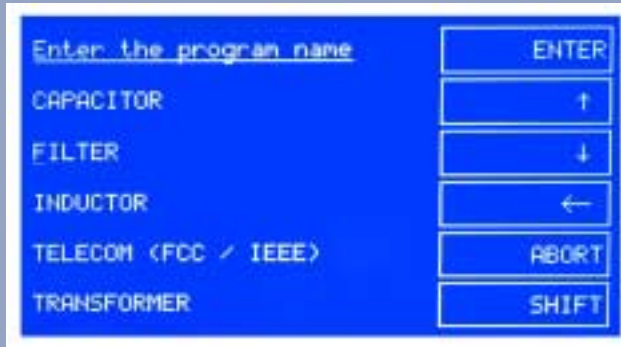 Enter the program name ENTER
CAPACITOR ↑
FILTER ↓
INDUCTOR ←
TELECOM (FCC / IEEE) ABORT
TRANSFORMER SHIFT